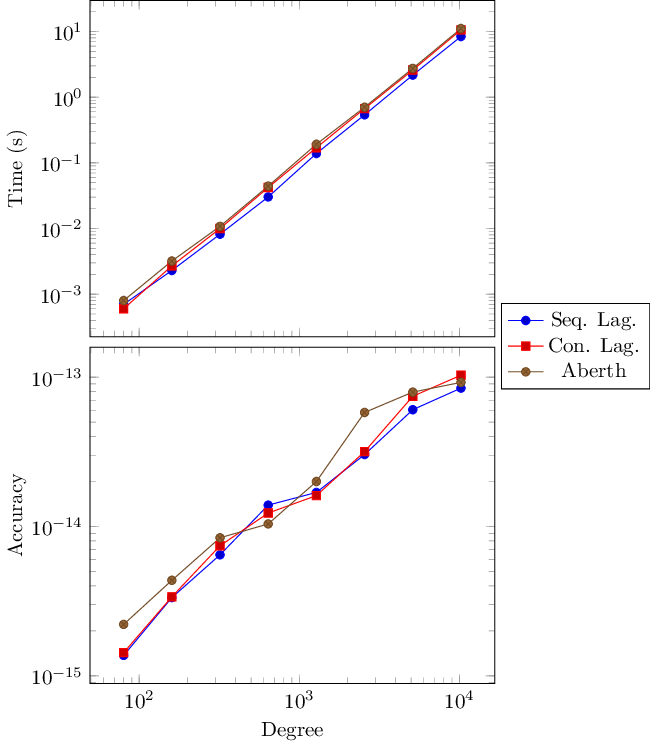 10^1
10^0
10^−1
10^−2
10^−3
Time (s)
Seq. Lag.
Con. Lag.
Aberth
10^−13
10^−14
10^−15
Accuracy
10^2
10^3
10^4
Degree